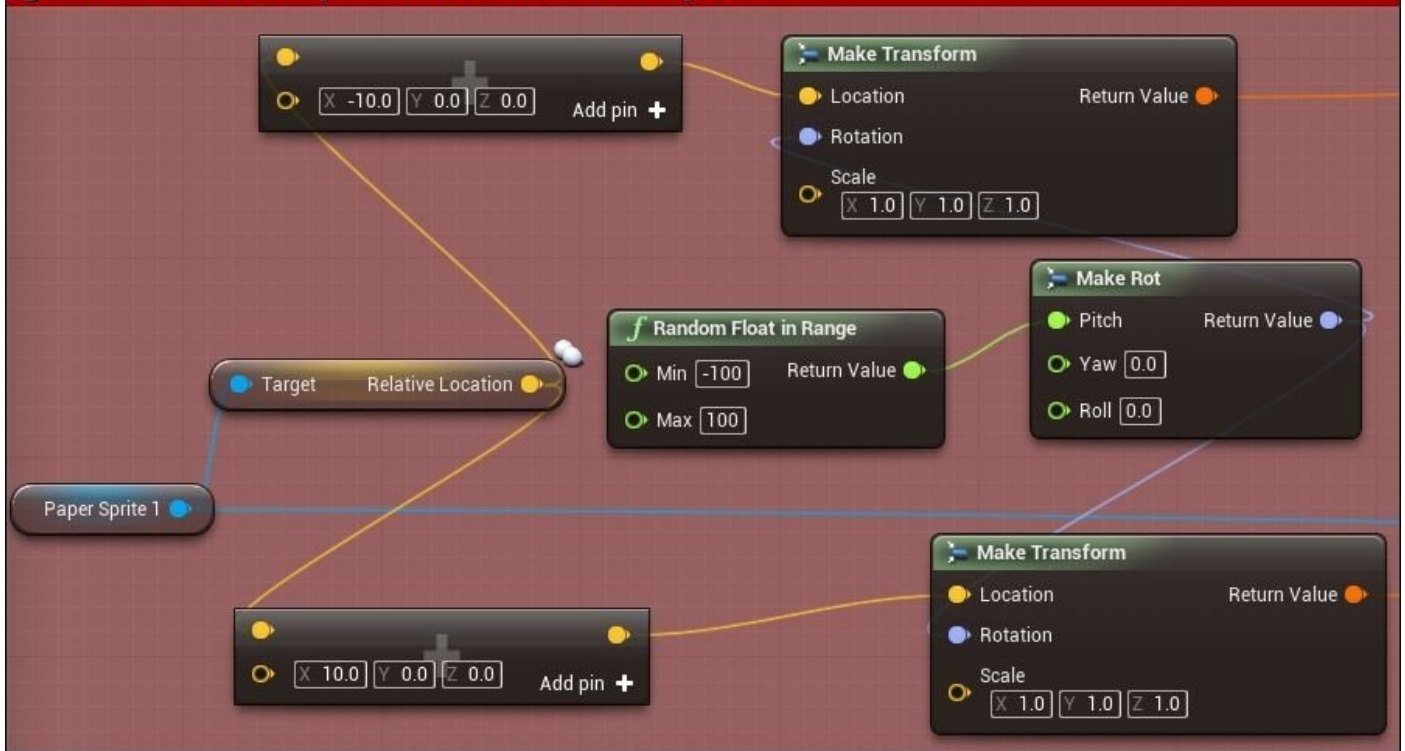 X -10.0 Y 0.0 Z 0.0
Add pin
Make Transform
Location Return Value
Rotation
Scale
X 1.0 Y 1.0 Z 1.0
Make Rot
Pitch Return Value
Yaw 0.0
Roll 0.0
Random Float in Range
Min -100 Return Value
Max 100
Target Relative Location
Paper Sprite 1
Make Transform
Location Return Value
Rotation
Scale
X 1.0 Y 1.0 Z 1.0
X 10.0 Y 0.0 Z 0.0
Add pin